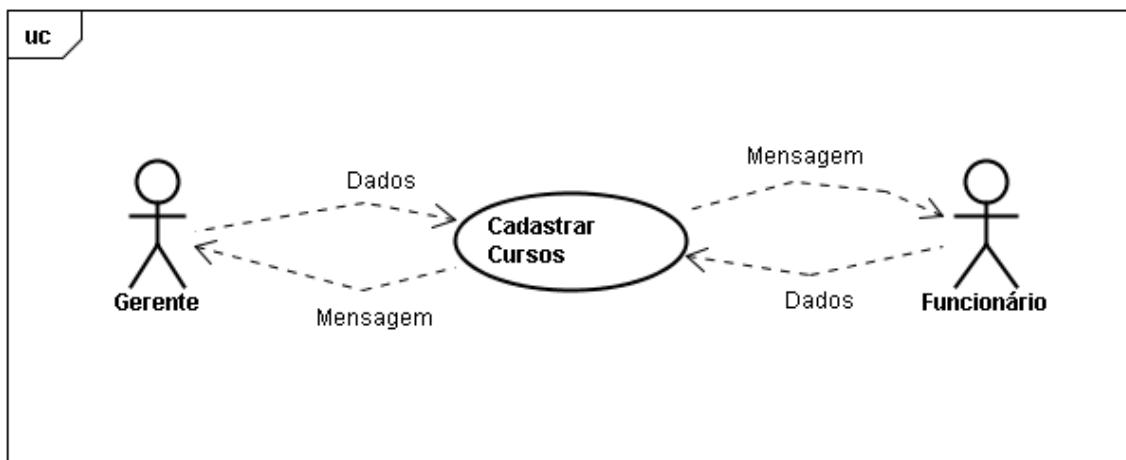 uc
Dados
Mensagem
Cadastrar
Cursos
Gerente
Mensagem
Dados
Funcionário